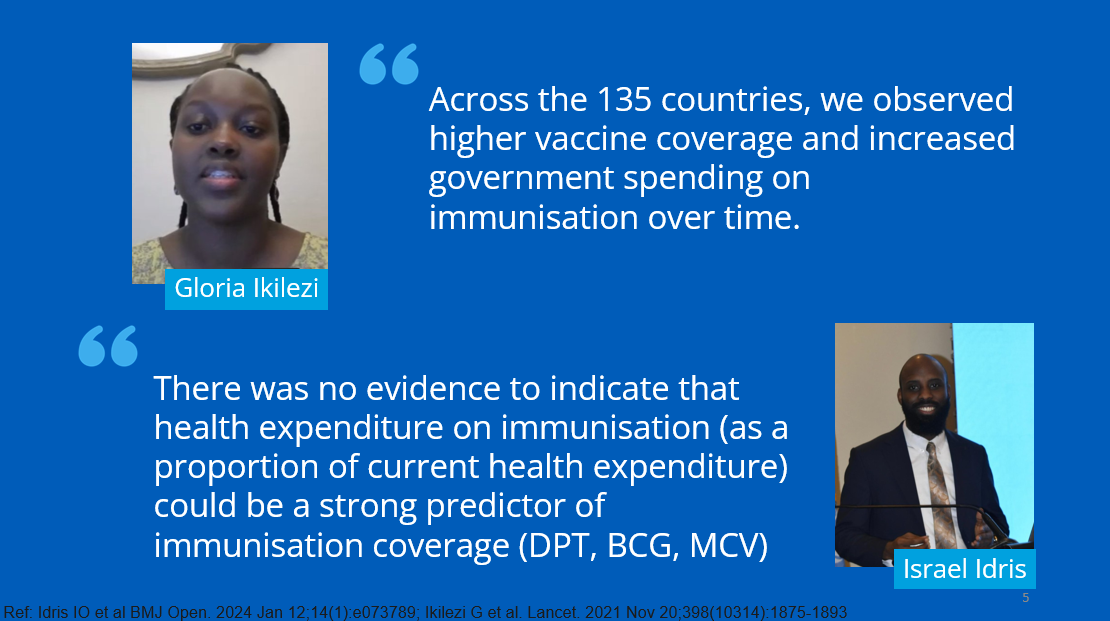 “
Across the 135 countries, we observed
higher vaccine coverage and increased
government spending on
immunisation over time.
Gloria Ikilezi
“
There was no evidence to indicate that
health expenditure on immunisation (as a
proportion of current health expenditure)
could be a strong predictor of
immunisation coverage (DPT, BCG, MCV)
Israel Idris
5
Ref: Idris IO et al BMJ Open. 2024 Jan 12;14(1):e073789; Ikilezi G et al. Lancet. 2021 Nov 20;398(10314):1875-1893